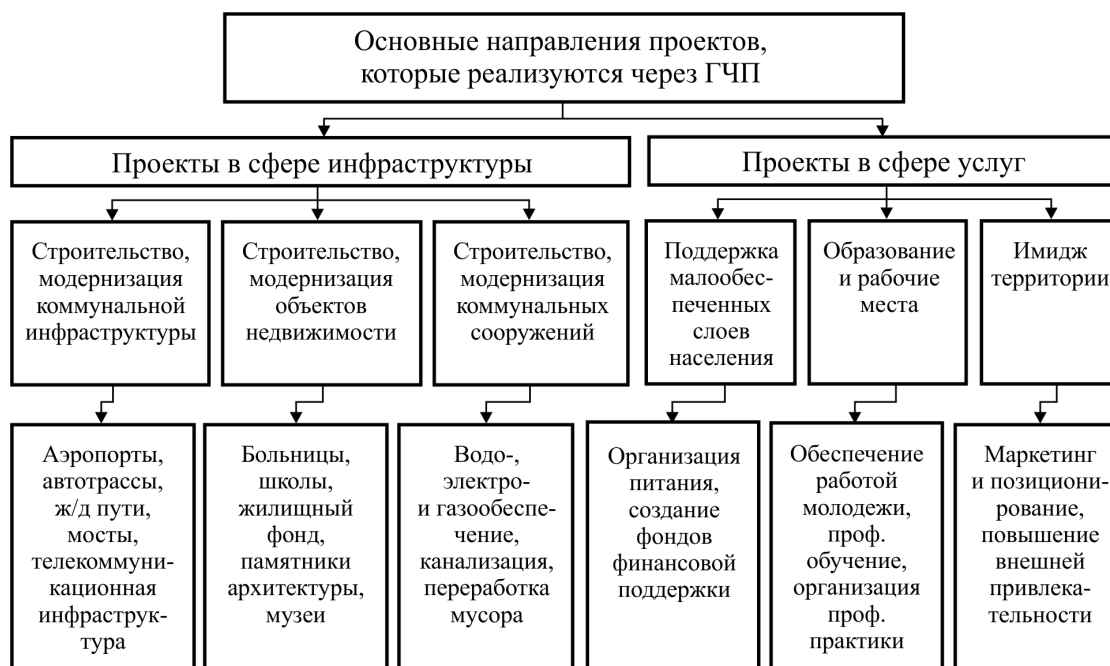 Основные направления проектов,
которые реализуются через ГЧП
Проекты в сфере инфраструктуры
Проекты в сфере услуг
Строительство,
модернизация
коммунальной
инфраструктуры
Строительство,
модернизация
объектов
недвижимости
Строительство,
модернизация
коммунальных
сооружений
Поддержка
малообес-
печенных
слоев
населения
Образование
и рабочие
места
Имидж
территории
Аэропорты,
автотрассы,
ж/д пути,
мосты,
телекоммуни-
кационная
инфраструк-
тура
Больницы,
школы,
жилищный
фонд,
памятники
архитектуры,
музеи
Водо-,
электро-
и газообеспе-
чение,
канализация,
переработка
мусора
Организация
питания,
создание
фондов
финансовой
поддержки
Обеспечение
работой
молодежи,
проф.
обучение,
организация
проф.
практики
Маркетинг
и позициони-
рование,
повышение
внешней
привлека-
тельности